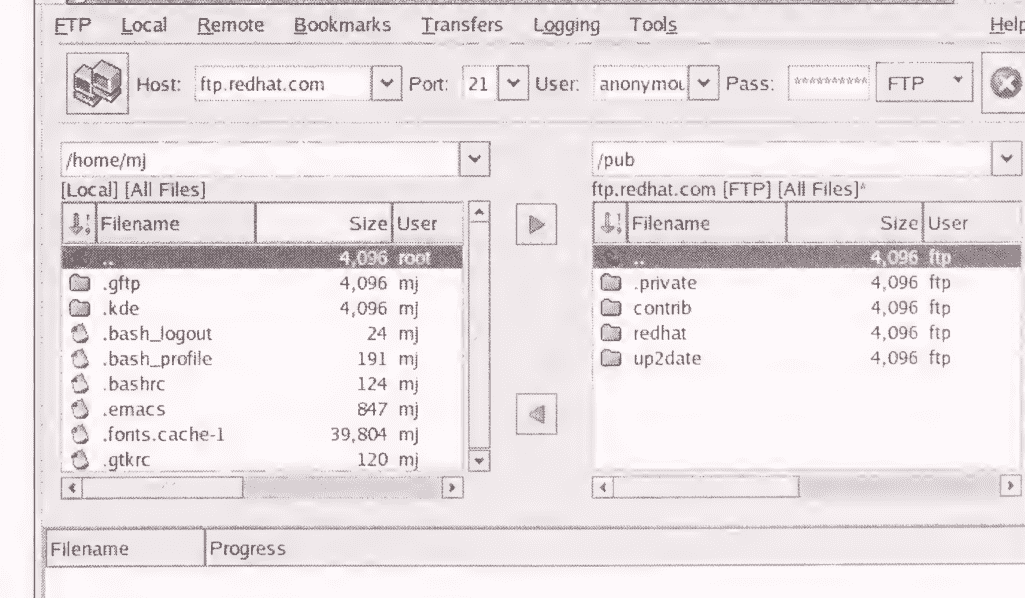 FTP Local Remote Bookmarks Transfers Logging Tools Help
Host: ftp.redhat.com Port: 21 User: anonymou Pass: ********** FTP
/home/mj
[Local] [All Files]
Filename Size User
.. 4,096 root
.gftp 4,096 mj
.kde 4,096 mj
.bash_logout 24 mj
.bash_profile 191 mj
.bashrc 124 mj
.emacs 847 mj
.fonts.cache-1 39,804 mj
.gtkrc 120 mj
/pub
ftp.redhat.com [FTP] [All Files]*
Filename Size User
.. 4,096 ftp
.private 4,096 ftp
contrib 4,096 ftp
redhat 4,096 ftp
up2date 4,096 ftp
Filename Progress